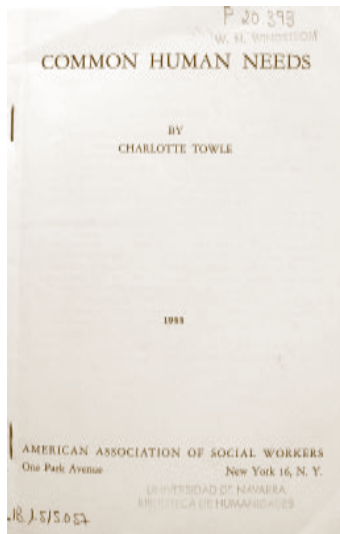 P 20.393
COMMON HUMAN NEEDS
BY
CHARLOTTE TOWLE
AMERICAN ASSOCIATION OF SOCIAL WORKERS
One Park Avenue New York 16, N. Y.
UNIVERSIDAD DE NAVARRA
BIBLIOTECA DE HUMANIDADES